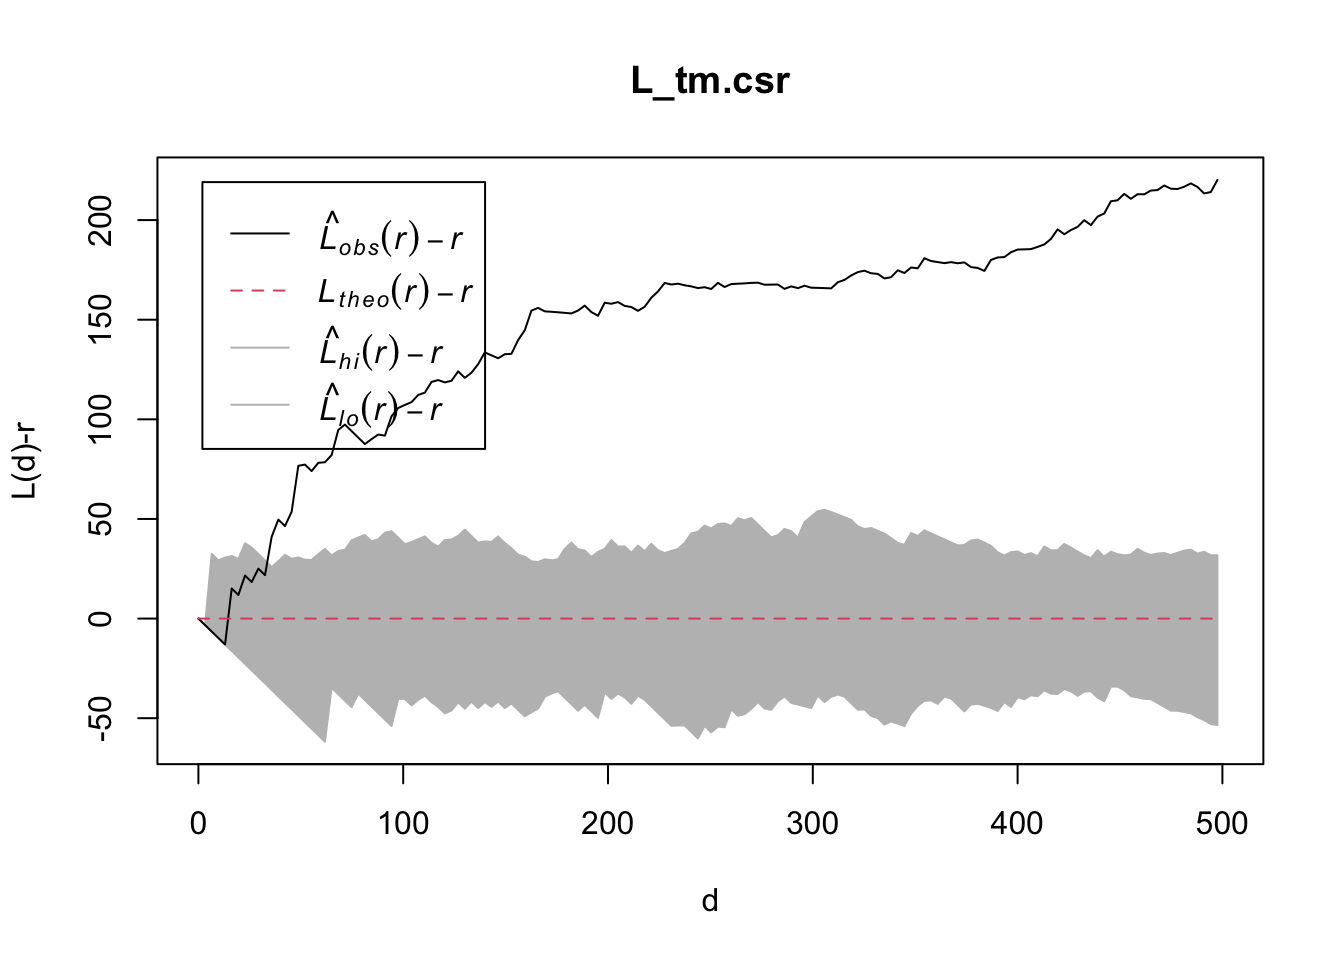 L_tm.csr
L̂obs(r) − r
Ltheo(r) − r
L̂hi(r) − r
L̂lo(r) − r
L(d)-r
200
150
100
50
0
-50
0 100 200 300 400 500
d